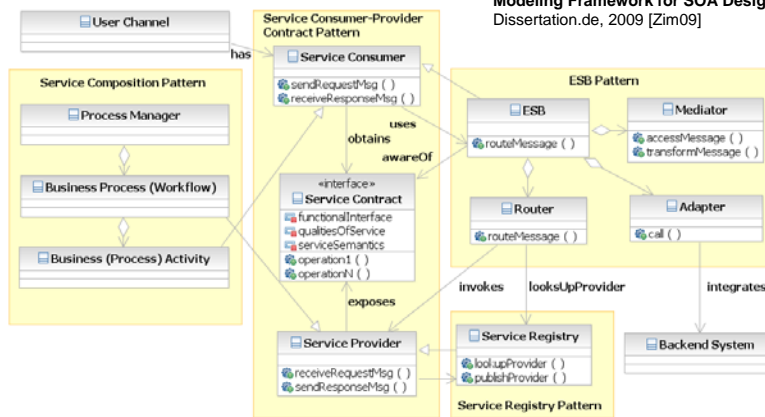 Modeling Framework for SOA Desig
Dissertation.de, 2009 [Zim09]
User Channel
has
Service Consumer-Provider
Contract Pattern
Service Consumer
sendRequestMsg ( )
receiveResponseMsg ( )
uses
obtains
awareOf
«interface»
Service Contract
functionalInterface
qualitiesOfService
serviceSemantics
operation1 ( )
operationN ( )
exposes
Service Provider
receiveRequestMsg ( )
sendResponseMsg ( )
Service Composition Pattern
Process Manager
Business Process (Workflow)
Business (Process) Activity
ESB Pattern
ESB
routeMessage ( )
Mediator
accessMessage ( )
transformMessage ( )
Router
routeMessage ( )
Adapter
call ( )
invokes
looksUpProvider
integrates
Service Registry
lookupProvider ( )
publishProvider ( )
Service Registry Pattern
Backend System